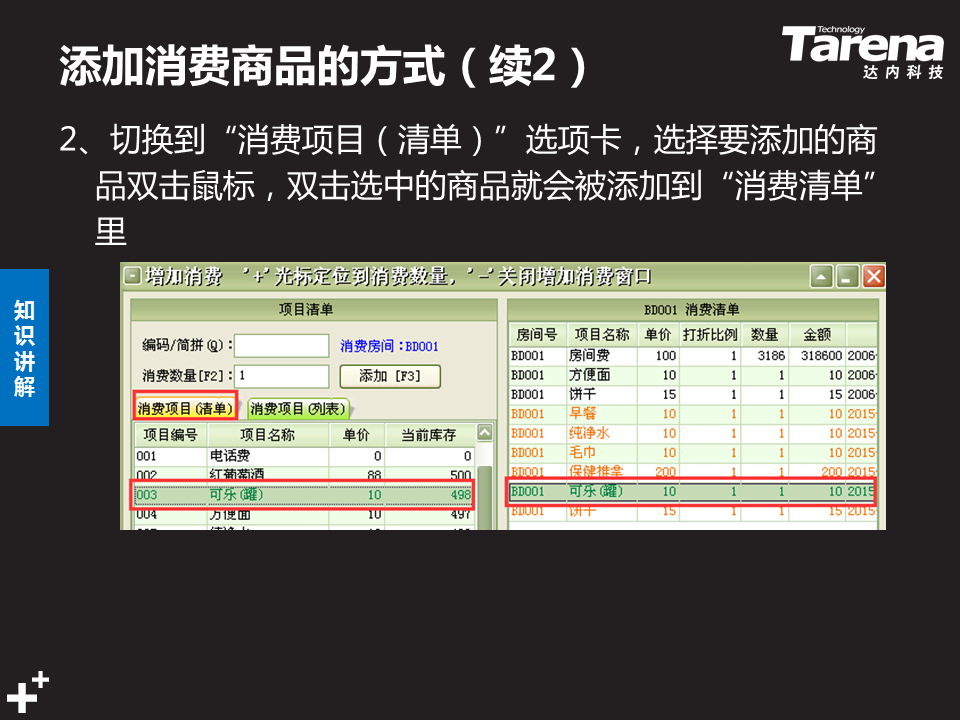 添加消费商品的方式（续2）
Technology
Tarena
达内科技
2、切换到“消费项目（清单）”选项卡，选择要添加的商
品双击鼠标，双击选中的商品就会被添加到“消费清单”
里
知识讲解
增加消费 '+'光标定位到消费数量,'-'关闭增加消费窗口
项目清单
编码/简拼(Q): 消费房间:BD001
消费数量[F2]: 1 添加 [F3]
消费项目(清单) 消费项目(列表)
项目编号 项目名称 单价 当前库存
001 电话费 0 0
002 红葡萄酒 88 500
003 可乐(罐) 10 498
004 方便面 10 497
BD001 消费清单
房间号 项目名称 单价 打折比例 数量 金额
BD001 房间费 100 1 3186 318600 2006-
BD001 方便面 10 1 1 10 2006-
BD001 饼干 15 1 1 15 2006-
BD001 早餐 10 1 1 10 2015-
BD001 纯净水 10 1 1 10 2015-
BD001 毛巾 10 1 1 10 2015-
BD001 保健推拿 200 1 1 200 2015-
BD001 可乐(罐) 10 1 1 10 2015
BD001 饼干 15 1 1 15 2015-